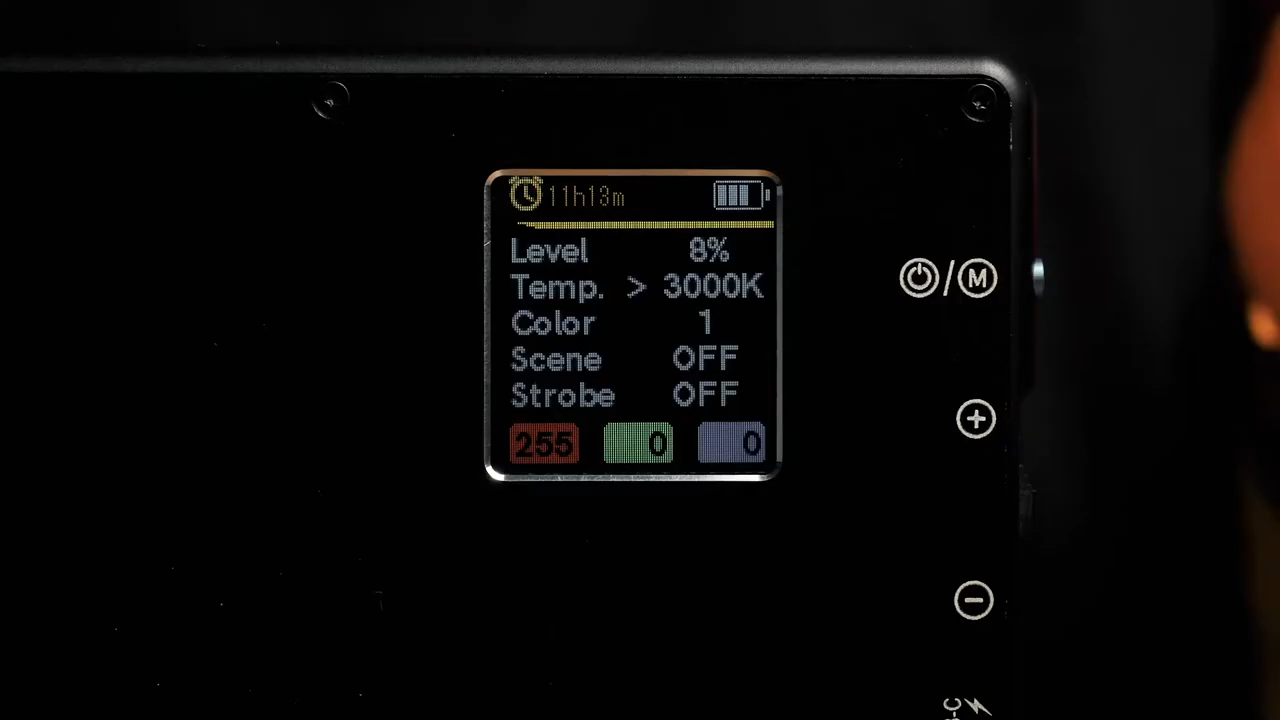 11h13m
Level 8%
Temp. > 3000K
Color 1
Scene OFF
Strobe OFF
255 0 0
/M
+
−
-C